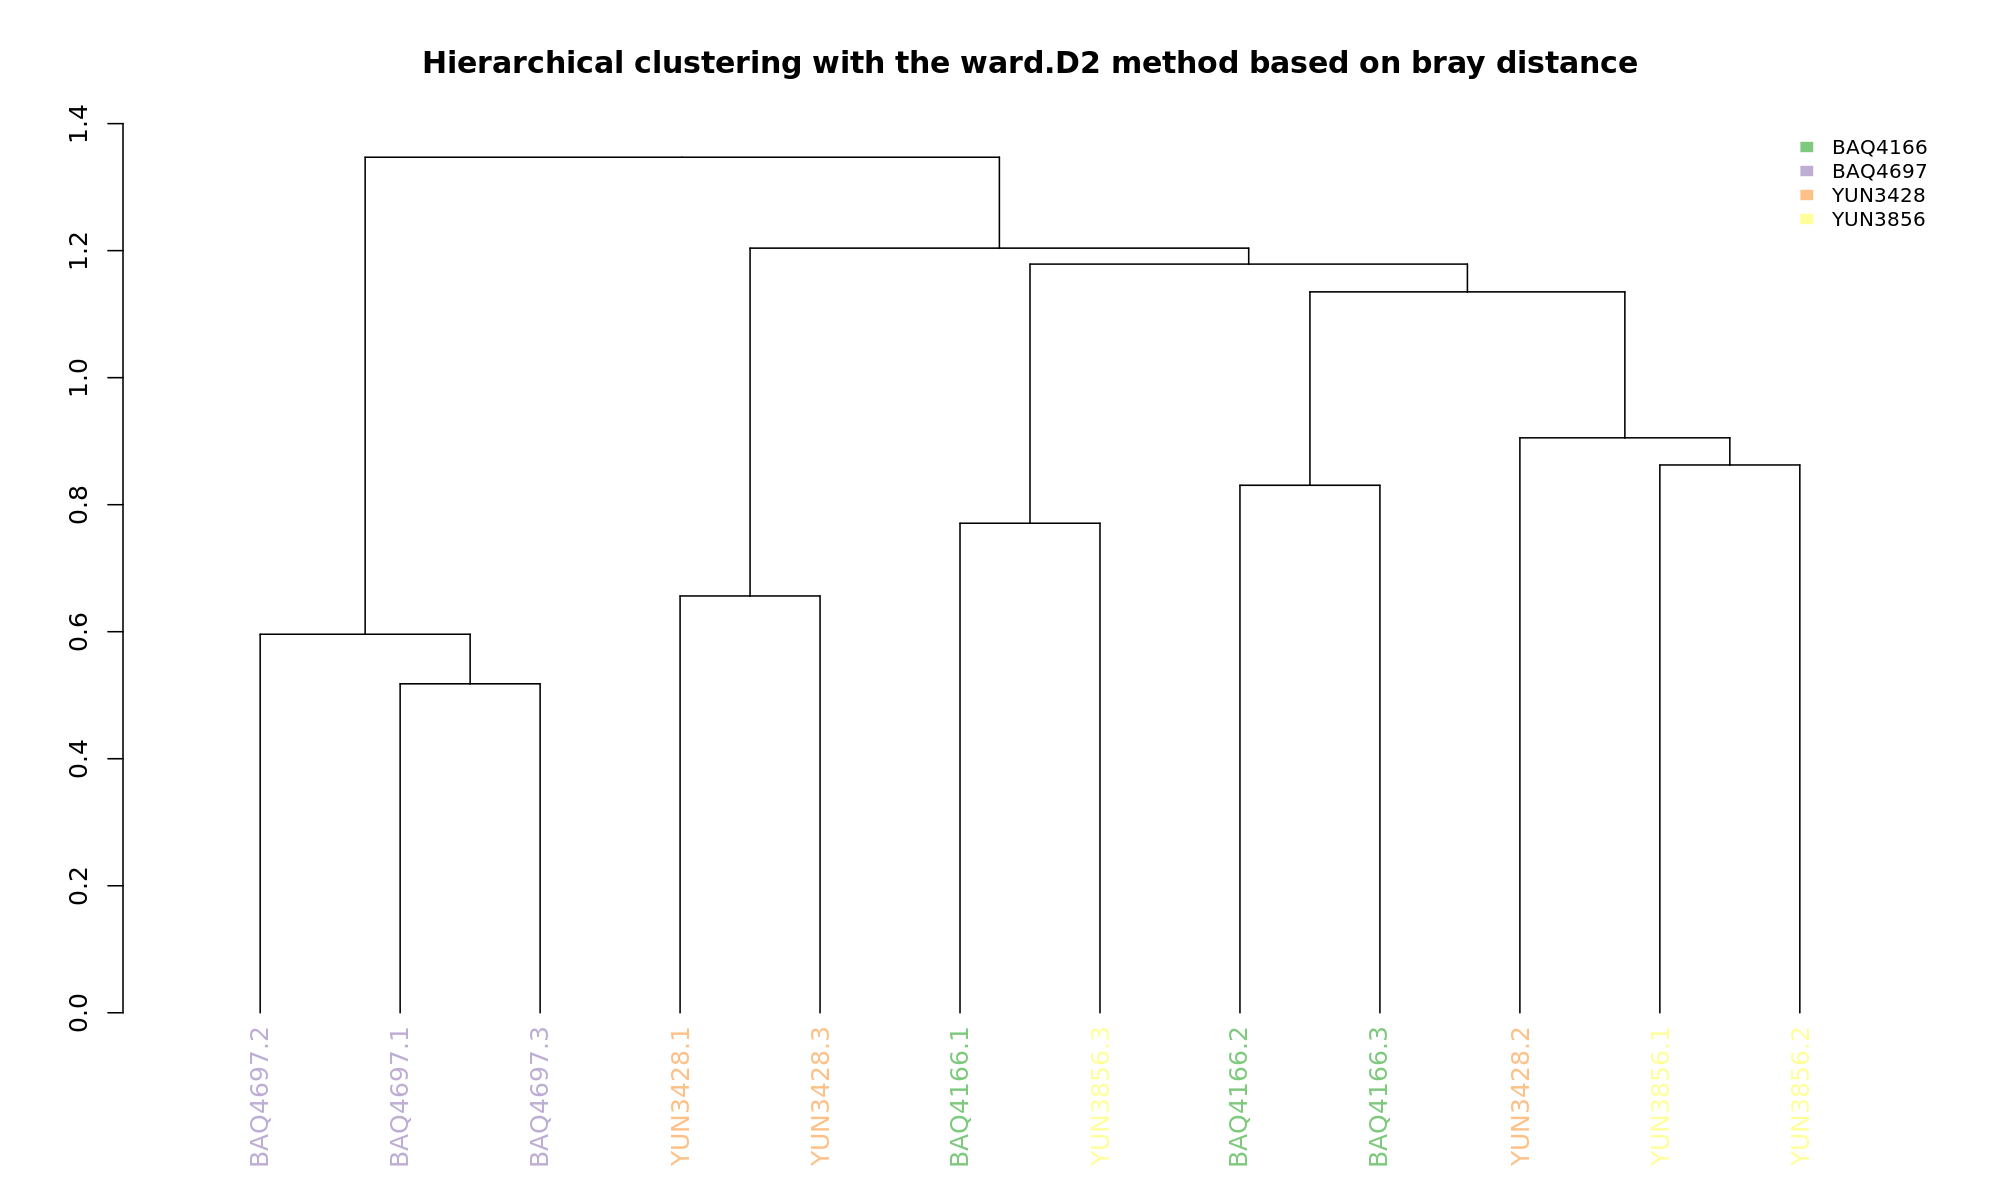 Hierarchical clustering with the ward.D2 method based on bray distance
1.4
1.2
1.0
0.8
0.6
0.4
0.2
0.0
BAQ4166
BAQ4697
YUN3428
YUN3856
BAQ4697.2
BAQ4697.1
BAQ4697.3
YUN3428.1
YUN3428.3
BAQ4166.1
YUN3856.3
BAQ4166.2
BAQ4166.3
YUN3428.2
YUN3856.1
YUN3856.2